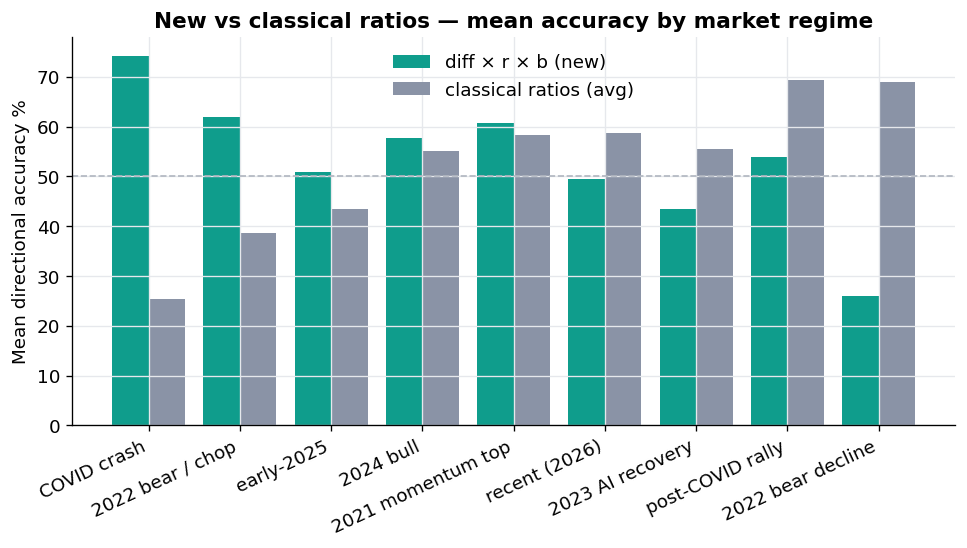 New vs classical ratios — mean accuracy by market regime
diff × r × b (new)
classical ratios (avg)
Mean directional accuracy %
70
60
50
40
30
20
10
0
COVID crash
2022 bear / chop
early-2025
2024 bull
2021 momentum top
recent (2026)
2023 AI recovery
post-COVID rally
2022 bear decline